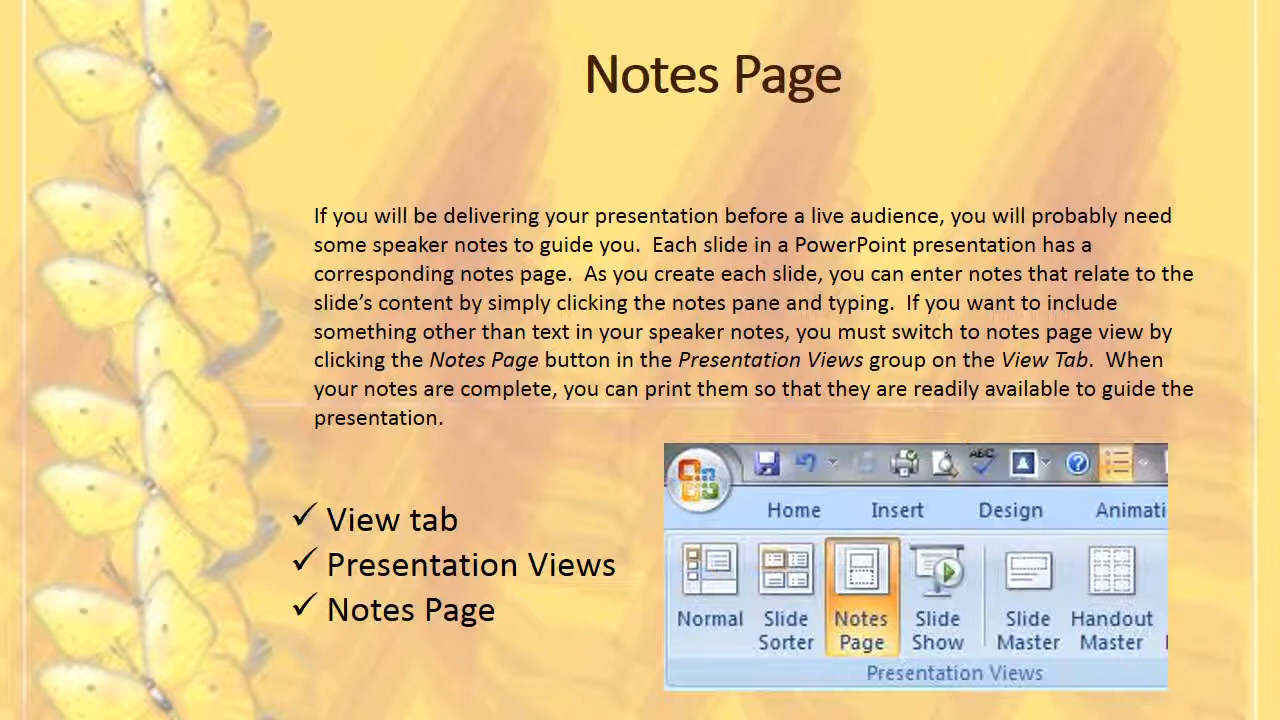 Notes Page
If you will be delivering your presentation before a live audience, you will probably need
some speaker notes to guide you.  Each slide in a PowerPoint presentation has a
corresponding notes page.  As you create each slide, you can enter notes that relate to the
slide’s content by simply clicking the notes pane and typing.  If you want to include
something other than text in your speaker notes, you must switch to notes page view by
clicking the Notes Page button in the Presentation Views group on the View Tab.  When
your notes are complete, you can print them so that they are readily available to guide the
presentation.
✓ View tab
✓ Presentation Views
✓ Notes Page
ABC
Home Insert Design Animati
Normal Slide Sorter Notes Page Slide Show Slide Master Handout Master
Presentation Views